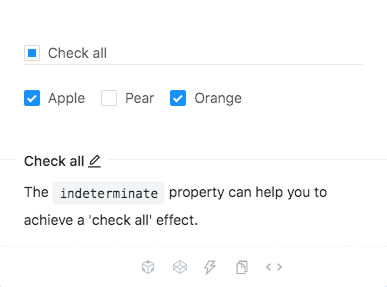 Check all
Apple Pear Orange
Check all
The indeterminate property can help you to
achieve a 'check all' effect.